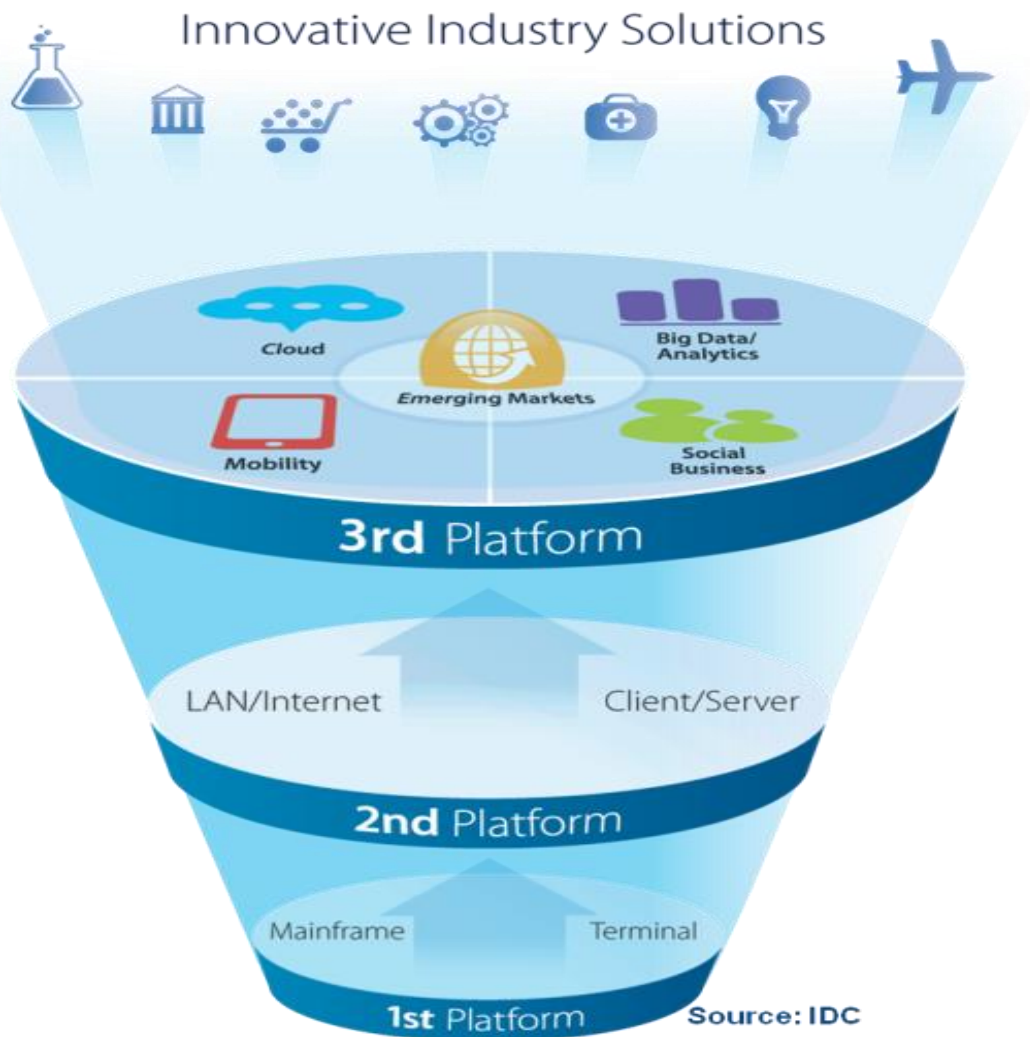 Innovative Industry Solutions
Cloud
Big Data/
Analytics
Emerging Markets
Mobility
Social
Business
3rd Platform
LAN/Internet
Client/Server
2nd Platform
Mainframe
Terminal
1st Platform
Source: IDC